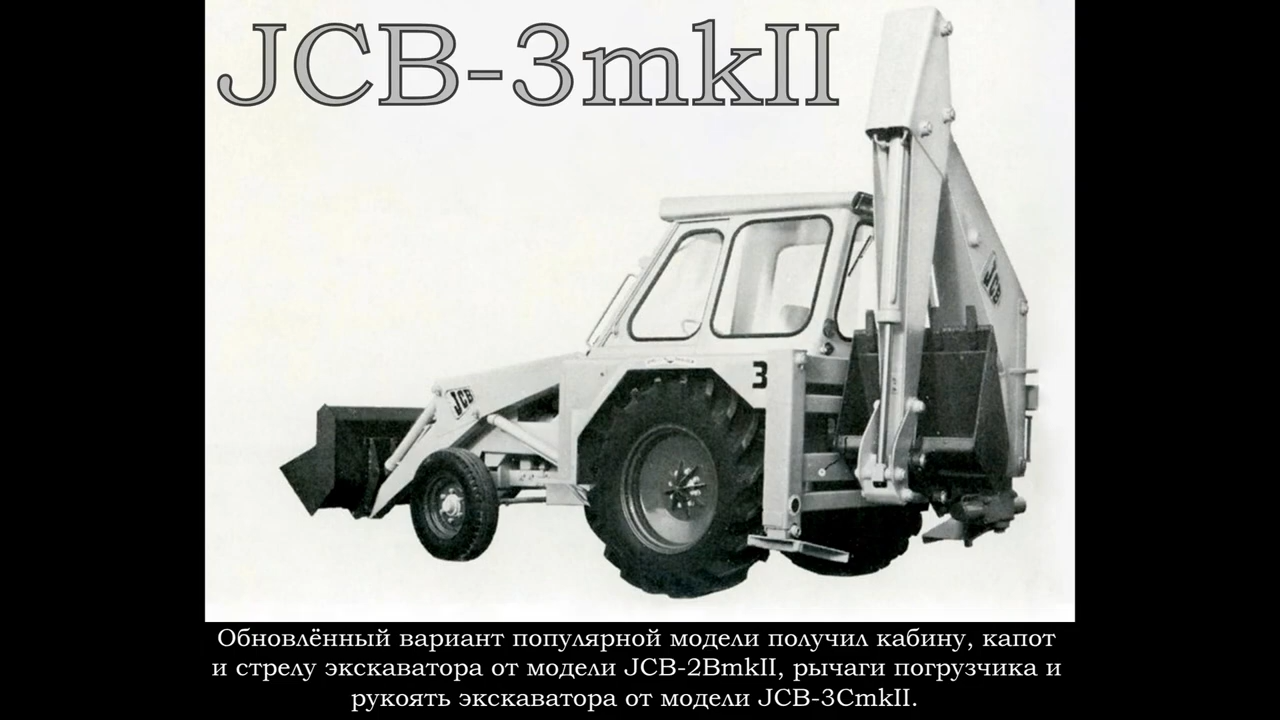 JCB-3mkII
JCB
JCB
3
Обновлённый вариант популярной модели получил кабину, капот
и стрелу экскаватора от модели JCB-2BmkII, рычаги погрузчика и
рукоять экскаватора от модели JCB-3CmkII.